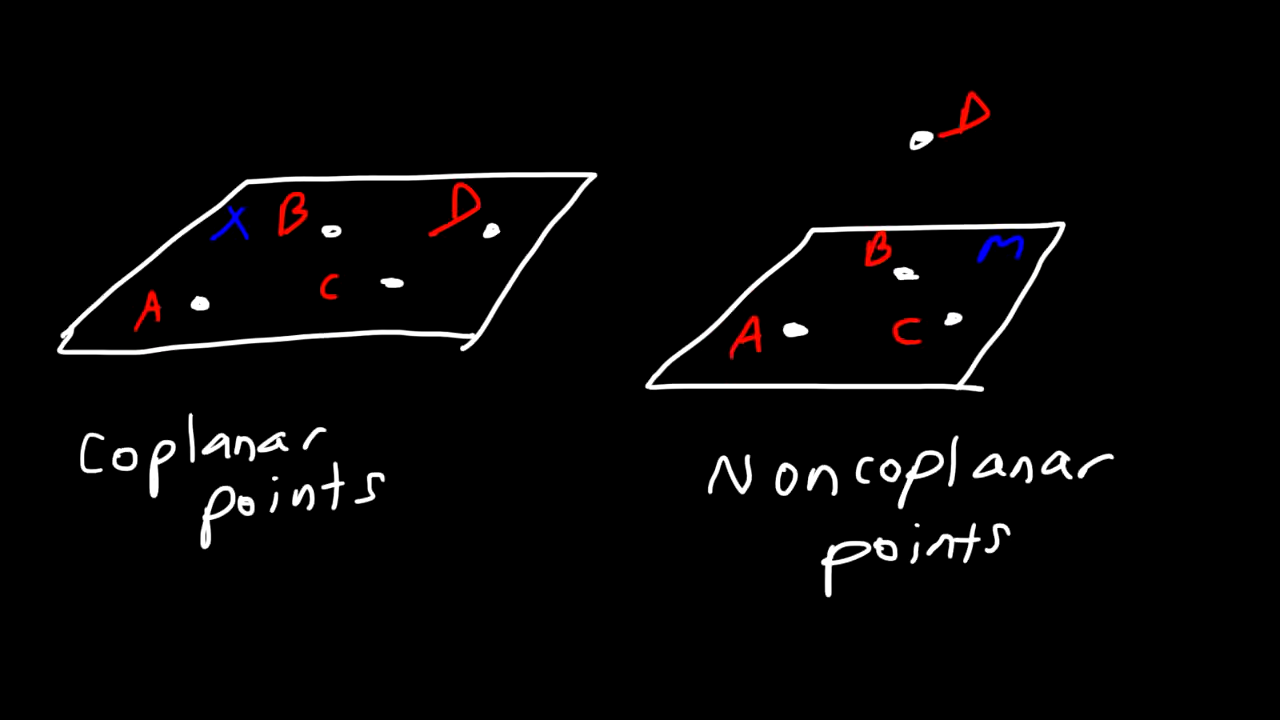 X B D
A C
Coplanar
points
D
B M
A C
Noncoplanar
points